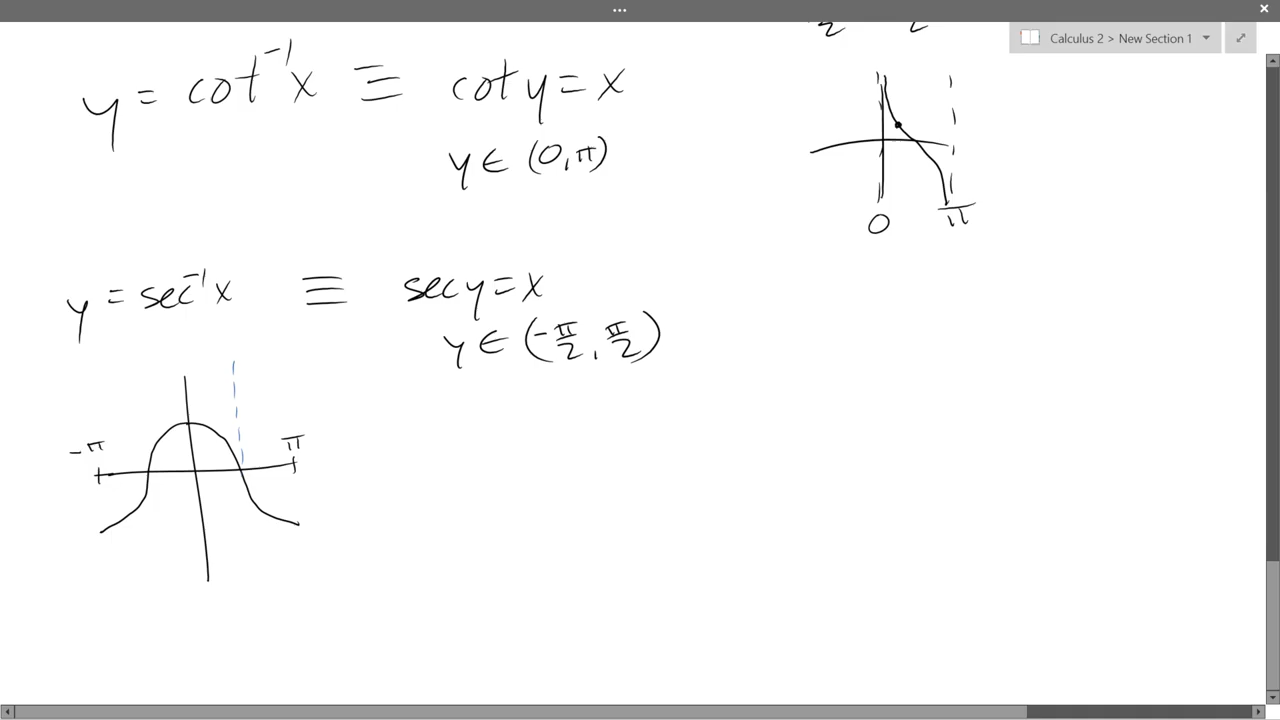 ...
Calculus 2 > New Section 1
y = cot⁻¹x ≡ cot y = x
y ∈ (0, π)
0 π
y = sec⁻¹x ≡ sec y = x
y ∈ (-π/2, π/2)
-π π